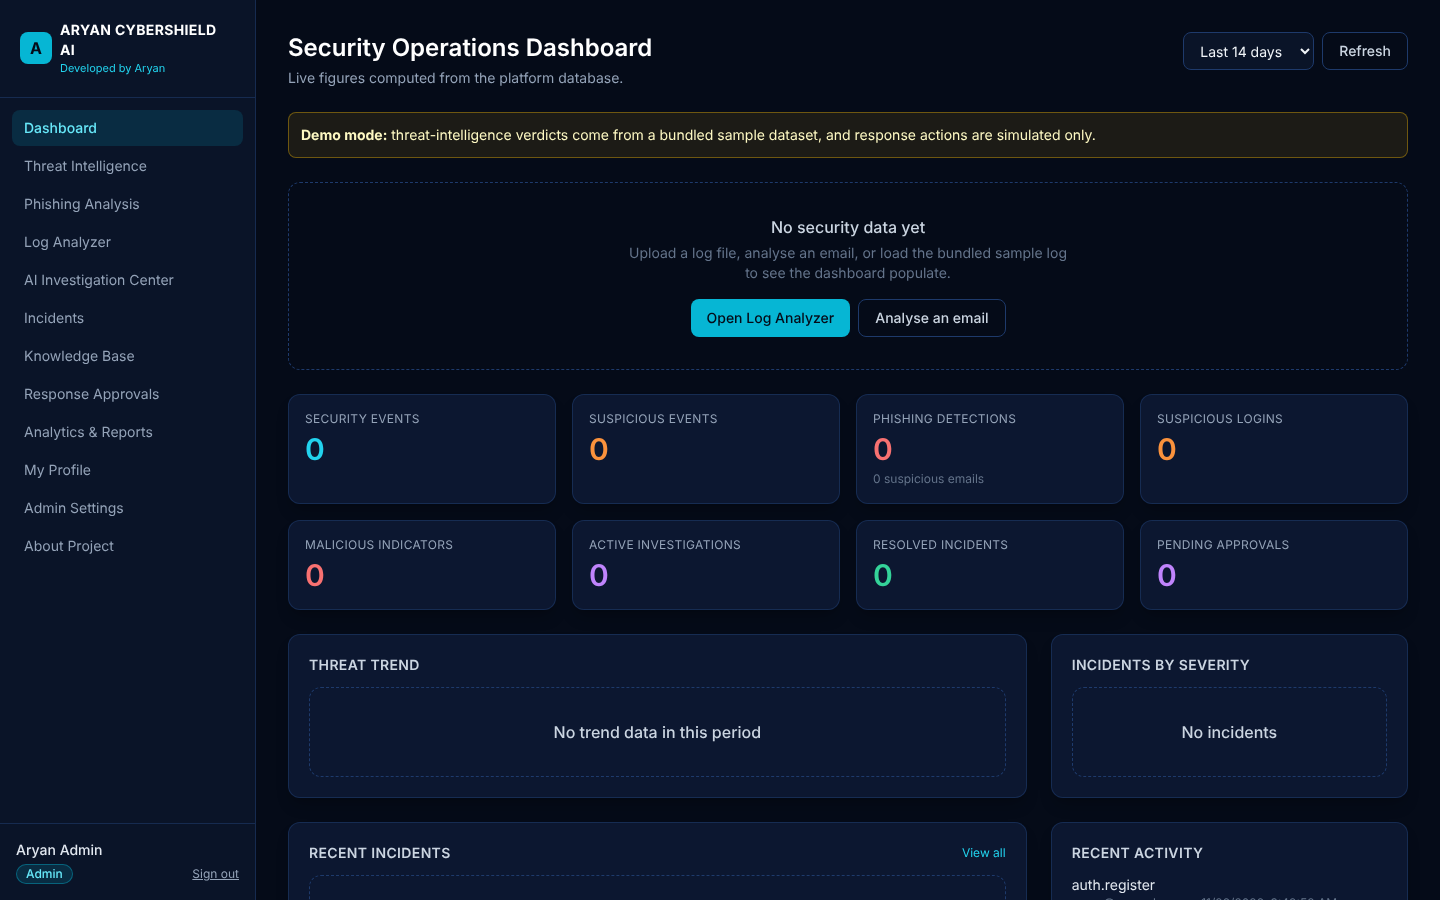 A
ARYAN CYBERSHIELD
AI
Developed by Aryan
Dashboard
Threat Intelligence
Phishing Analysis
Log Analyzer
AI Investigation Center
Incidents
Knowledge Base
Response Approvals
Analytics & Reports
My Profile
Admin Settings
About Project
Aryan Admin
Admin
Sign out
Security Operations Dashboard
Live figures computed from the platform database.
Last 14 days
Refresh
Demo mode: threat-intelligence verdicts come from a bundled sample dataset, and response actions are simulated only.
No security data yet
Upload a log file, analyse an email, or load the bundled sample log
to see the dashboard populate.
Open Log Analyzer
Analyse an email
SECURITY EVENTS
0
SUSPICIOUS EVENTS
0
PHISHING DETECTIONS
0
0 suspicious emails
SUSPICIOUS LOGINS
0
MALICIOUS INDICATORS
0
ACTIVE INVESTIGATIONS
0
RESOLVED INCIDENTS
0
PENDING APPROVALS
0
THREAT TREND
No trend data in this period
INCIDENTS BY SEVERITY
No incidents
RECENT INCIDENTS
View all
RECENT ACTIVITY
auth.register